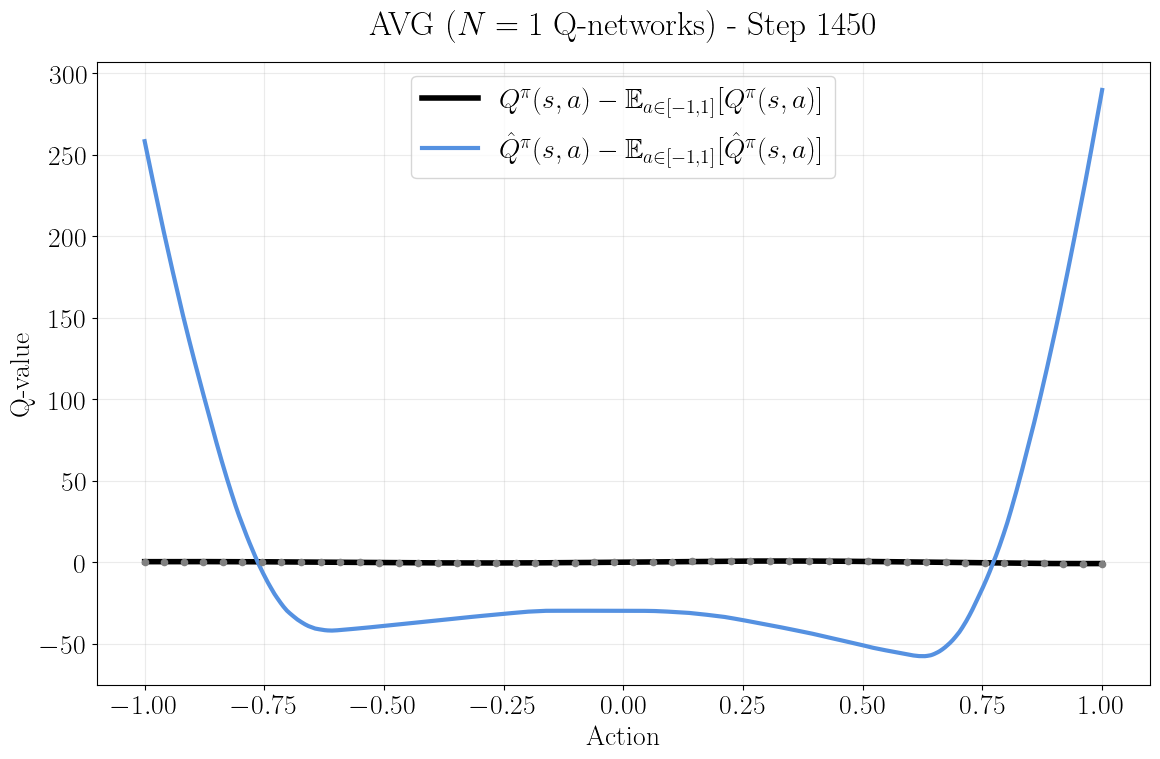 AVG (N = 1 Q-networks) - Step 1450
Q^π(s, a) − 𝔼_{a∈[−1,1]}[Q^π(s, a)]
Q̂^π(s, a) − 𝔼_{a∈[−1,1]}[Q̂^π(s, a)]
Q-value
300
250
200
150
100
50
0
−50
−1.00 −0.75 −0.50 −0.25 0.00 0.25 0.50 0.75 1.00
Action